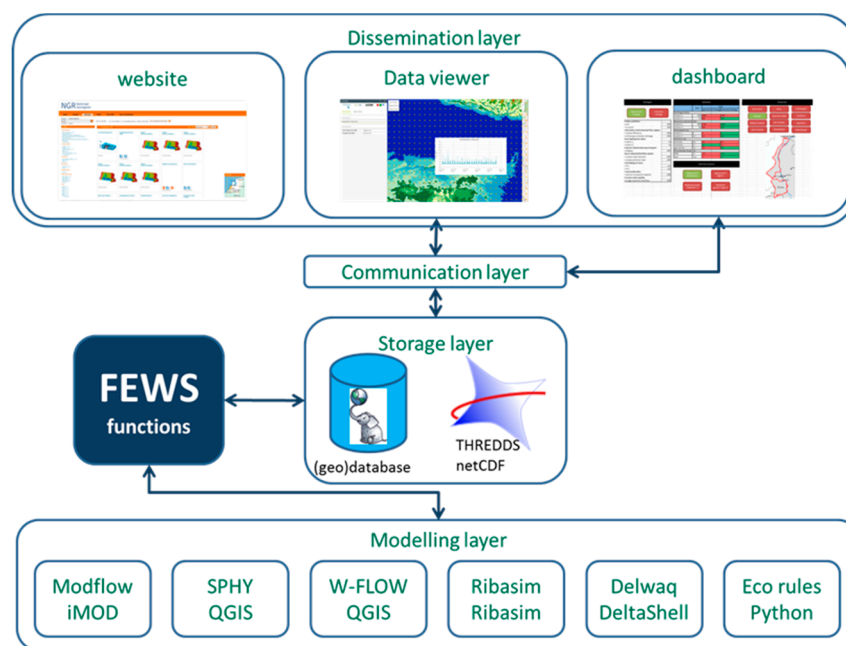 Dissemination layer
website
Data viewer
dashboard
NGR
Communication layer
Storage layer
FEWS
functions
(geo)database
THREDDS
netCDF
Modelling layer
Modflow
iMOD
SPHY
QGIS
W-FLOW
QGIS
Ribasim
Ribasim
Delwaq
DeltaShell
Eco rules
Python